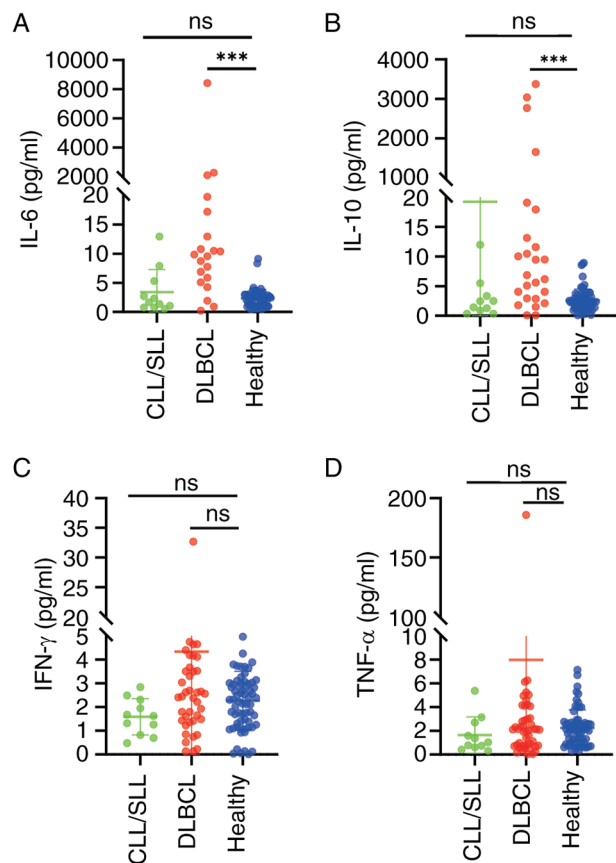 A
ns
***
10000
8000
6000
4000
2000
20
15
10
5
0
IL-6 (pg/ml)
CLL/SLL
DLBCL
Healthy
B
ns
***
4000
3000
2000
1000
20
15
10
5
0
IL-10 (pg/ml)
CLL/SLL
DLBCL
Healthy
C
ns
ns
40
35
30
25
20
5
4
3
2
1
0
IFN-γ (pg/ml)
CLL/SLL
DLBCL
Healthy
D
ns
ns
200
150
100
10
8
6
4
2
0
TNF-α (pg/ml)
CLL/SLL
DLBCL
Healthy